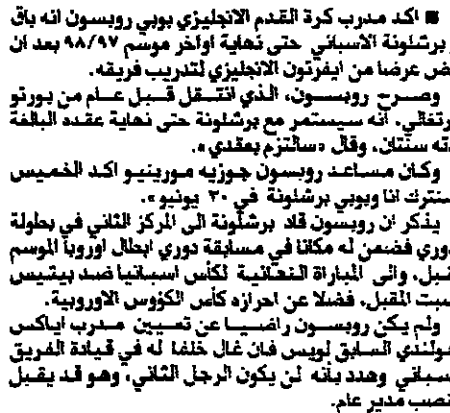 ■ اكد مدرب كرة القدم الانجليزي بوبي روبسون انه باق
برشلونة الاسباني حتى نهاية اواخر موسم ٩٨/٩٧ بعد ان
ض عرضا من ايفرتون الانجليزي لتدريب فريقه.
وصرح روبسون، الذي انتقل قبل عام من بورتو
رتغالي، انه سيستمر مع برشلونة حتى نهاية عقده البالغة
ته سنتان، وقال «سالتزم بعقدي».
وكان مساعد روبسون جوزيه مورينيو اكد الخميس
سنترك انا وبوبي برشلونة في ٣٠ يونيو».
يذكر ان روبسون قاد برشلونة الى المركز الثاني في بطولة
دوري فضمن له مكانا في مسابقة دوري ابطال اوروبا الموسم
قبل، والى المباراة النهائية لكأس اسبانيا ضد بيتيس
سبت المقبل، فضلا عن احرازه كأس الكؤوس الاوروبية.
ولم يكن روبسون راضيا عن تعيين مدرب اياكس
هولندي السابق لويس فان غال خلفا له في قيادة الفريق
سباني وهدد بأنه لن يكون الرجل الثاني، وهو قد يقبل
نصب مدير عام.